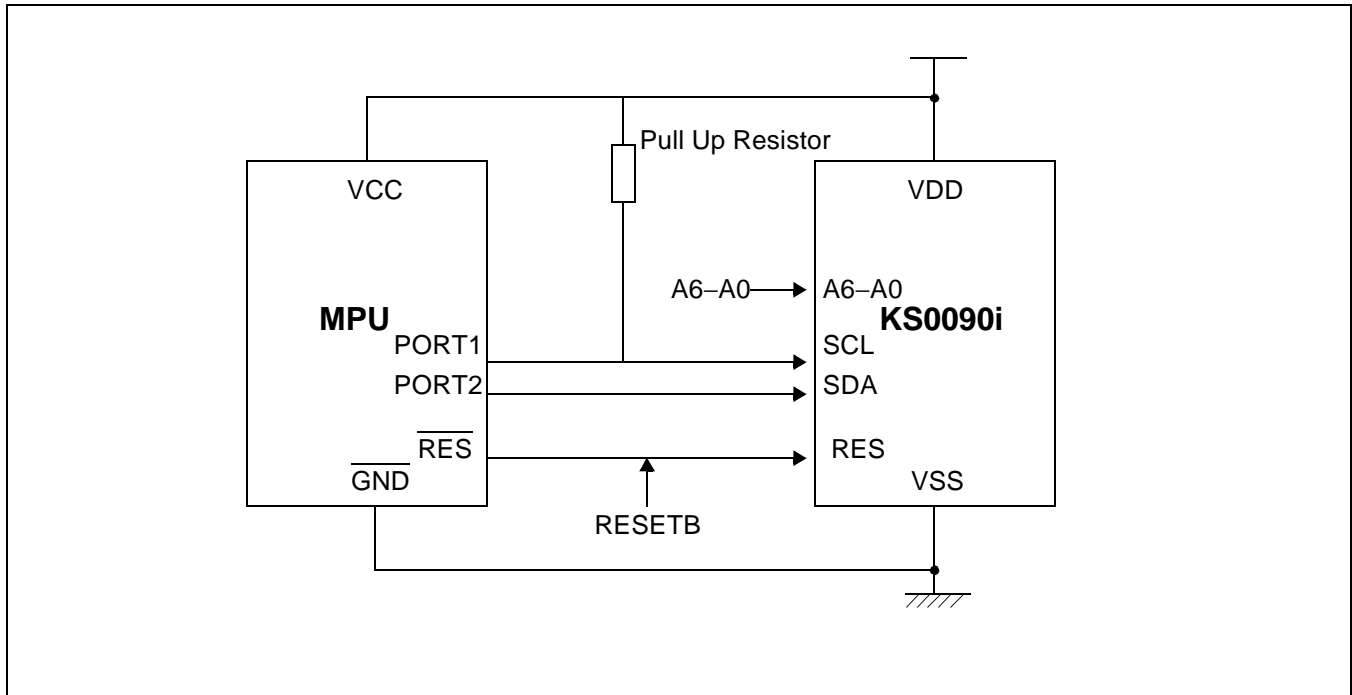 Pull Up Resistor
VCC
VDD
A6–A0
A6–A0
MPU
KS0090i
PORT1
SCL
PORT2
SDA
RES
RES
GND
VSS
RESETB